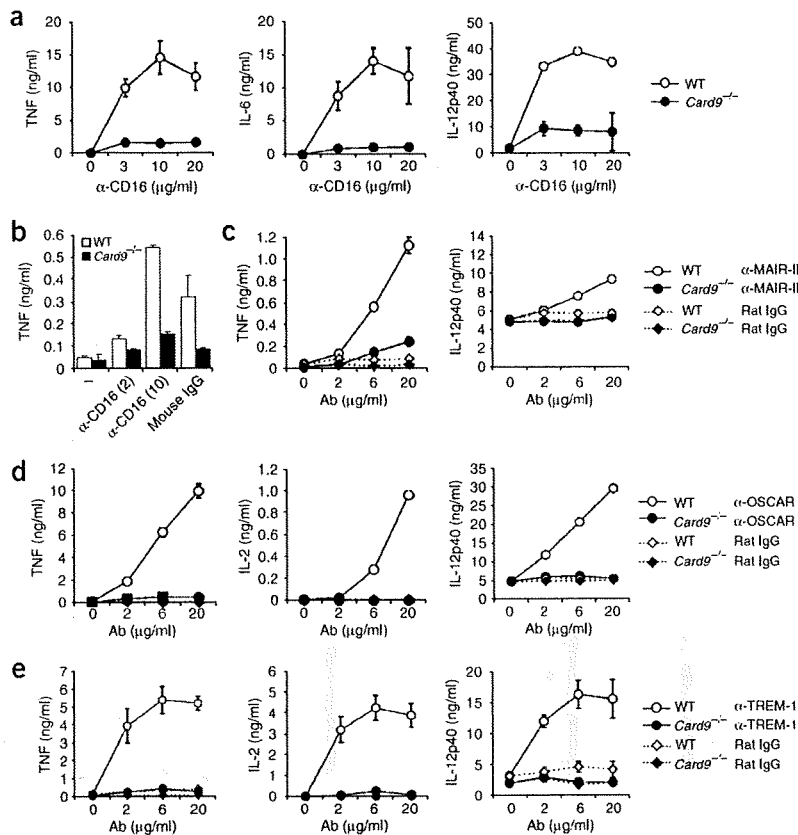 a
TNF (ng/ml)
20
15
10
5
0
0 3 10 20
α-CD16 (μg/ml)
IL-6 (ng/ml)
20
15
10
5
0
0 3 10 20
α-CD16 (μg/ml)
IL-12p40 (ng/ml)
50
40
30
20
10
0
0 3 10 20
α-CD16 (μg/ml)
WT
Card9−/−
b
WT
Card9−/−
TNF (ng/ml)
0.6
0.5
0.4
0.3
0.2
0.1
0
–
α-CD16 (2)
α-CD16 (10)
Mouse IgG
c
TNF (ng/ml)
1.2
1.0
0.8
0.6
0.4
0.2
0
0 2 6 20
Ab (μg/ml)
IL-12p40 (ng/ml)
14
12
10
8
6
4
2
0
0 2 6 20
Ab (μg/ml)
WT α-MAIR-II
Card9−/− α-MAIR-II
WT Rat IgG
Card9−/− Rat IgG
d
TNF (ng/ml)
12
10
8
6
4
2
0
0 2 6 20
Ab (μg/ml)
IL-2 (ng/ml)
1.2
1.0
0.8
0.6
0.4
0.2
0
0 2 6 20
Ab (μg/ml)
IL-12p40 (ng/ml)
35
30
25
20
15
10
5
0
0 2 6 20
Ab (μg/ml)
WT α-OSCAR
Card9−/− α-OSCAR
WT Rat IgG
Card9−/− Rat IgG
e
TNF (ng/ml)
7
6
5
4
3
2
1
0
0 2 6 20
Ab (μg/ml)
IL-2 (ng/ml)
6
5
4
3
2
1
0
0 2 6 20
Ab (μg/ml)
IL-12p40 (ng/ml)
20
15
10
5
0
0 2 6 20
Ab (μg/ml)
WT α-TREM-1
Card9−/− α-TREM-1
WT Rat IgG
Card9−/− Rat IgG